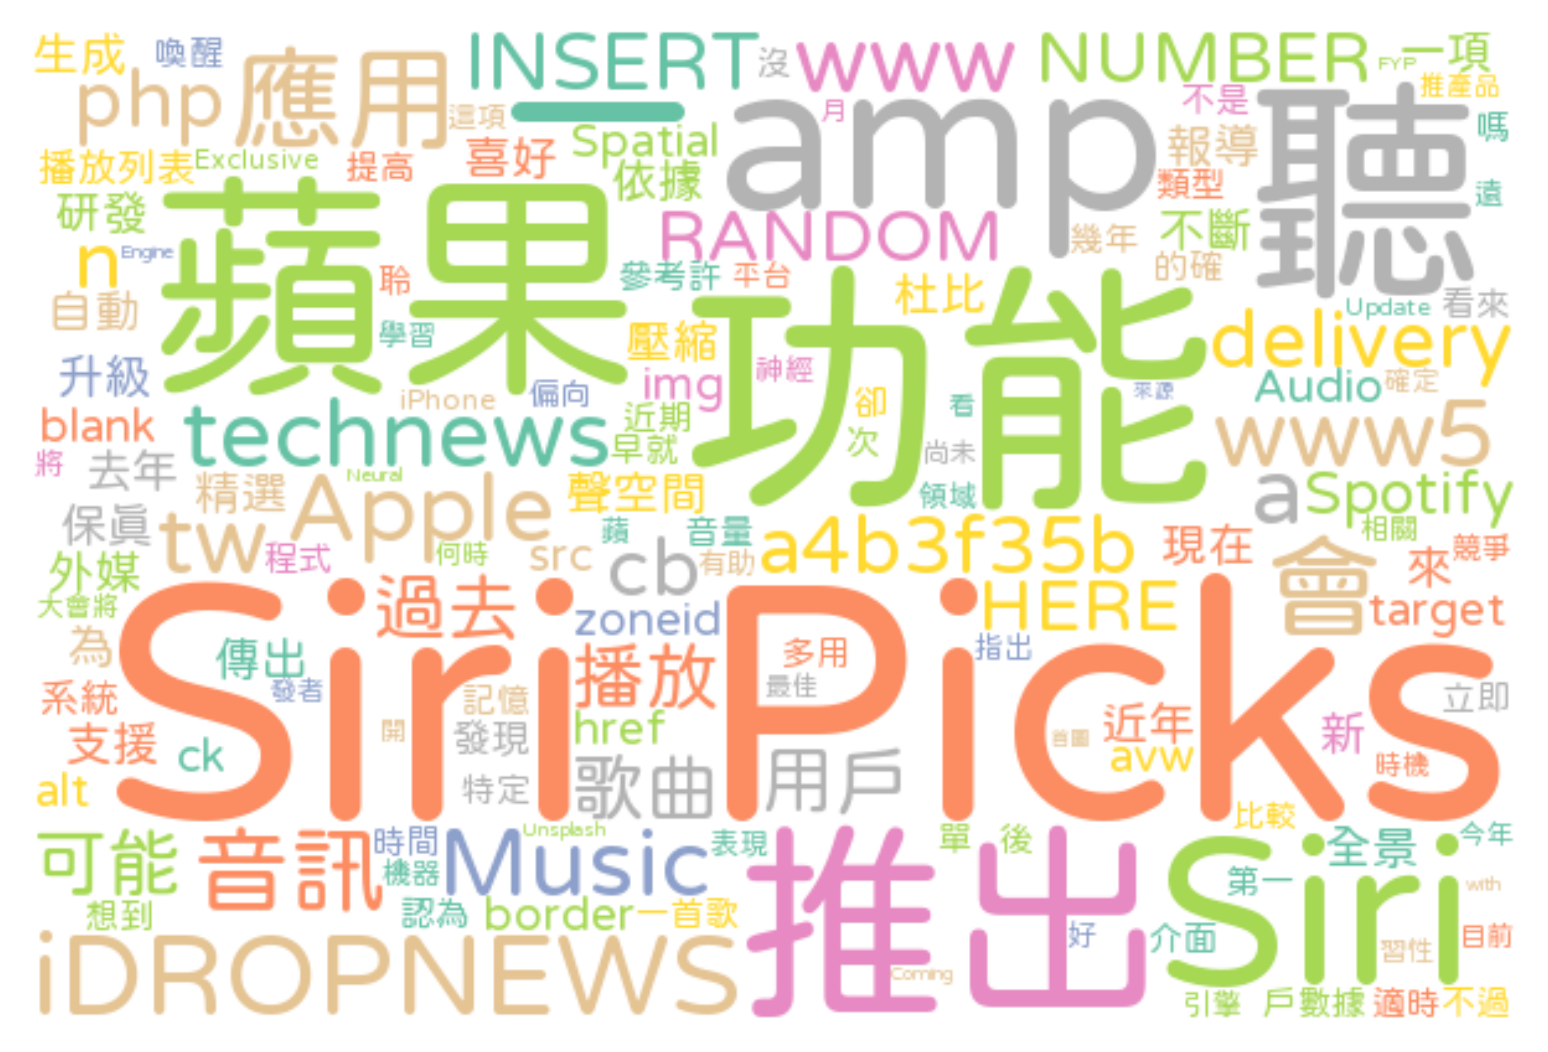 生成 喚醒 應用 INSERT 沒 www NUMBER FYP 一項
php 這項 一 月 amp 不是 聽 推產品
播放列表 Exclusive 提高 喜好 Spatial 報導 嗎
研發 蘋果 依據 類型 遠
n Engine RANDOM 幾年 不斷
自動 聆 參考許 平台 功能 杜比 的確 Update 看來
學習 壓縮 delivery
升級 iPhone 偏向 img 神經 卻 看 來源 Audio 確定
blank technews 近期 早就 次 尚未 www5
將 去年 精選 Neural Apple 聲空間 領域 a Spotify
保真 tw 蘋 音量 a4b3f35b 現在 相關
外媒 程式 何時 src cb 有助 會 來 競爭
大會將 Siri Picks 過去 zoneid HERE target
為 傳出 播放 多用 指出
系統 發者 記憶 最佳 立即
支援 ck 開 發現 href 首圖 近年 新
alt 特定 歌曲 用戶 avw 時機
比較
可能 音訊 時間 Music Unsplash 表現 推出 單 後 Siri 全景 今年
機器 第一 with
想到 認為 border 一首歌 好 介面 目前
iDROPNEWS Coming 習性
引擎 戶數據 適時 不過